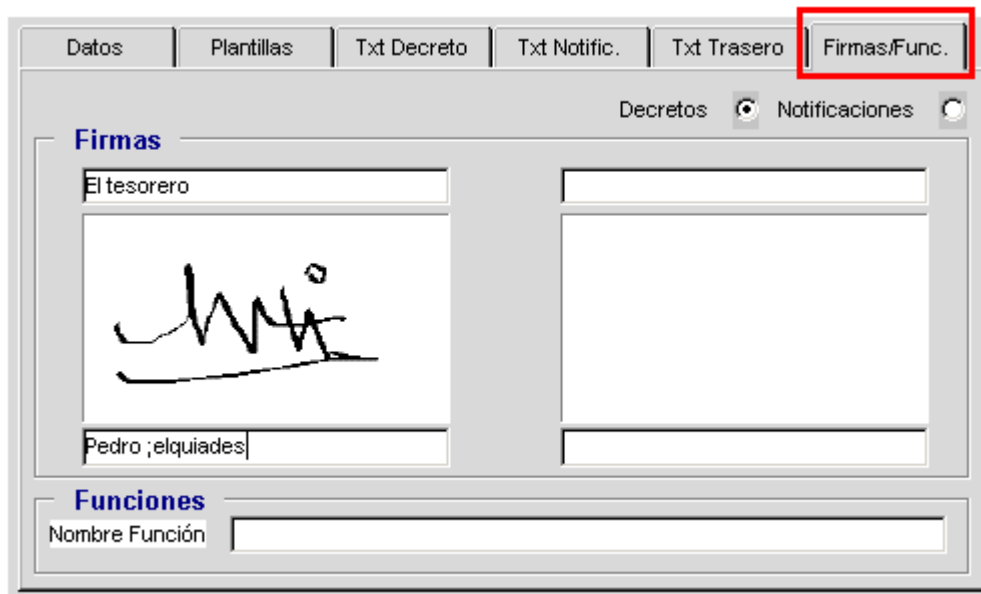 Datos Plantillas Txt Decreto Txt Notific. Txt Trasero Firmas/Func.
Decretos Notificaciones
Firmas
El tesorero
Pedro ;elquiades
Funciones
Nombre Función